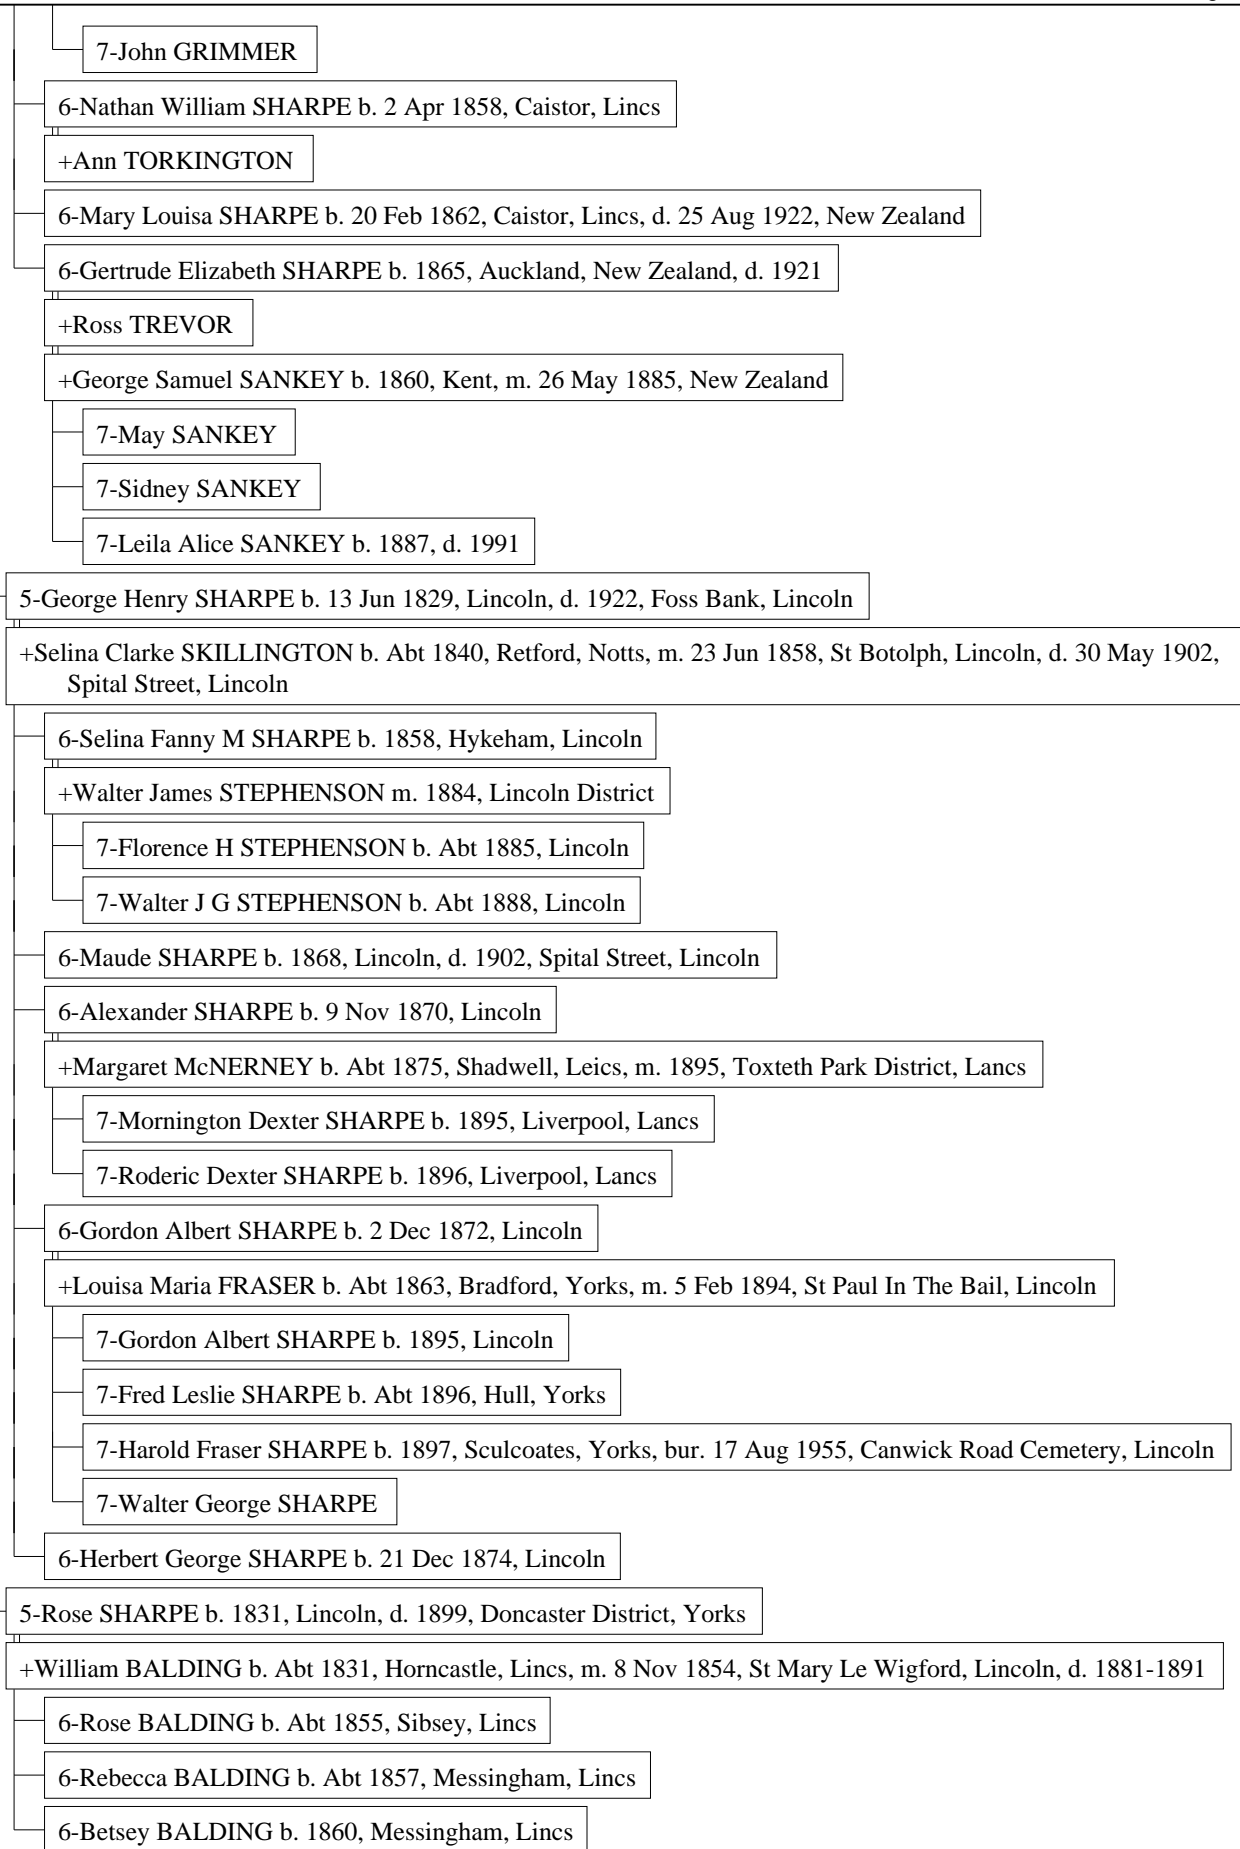 7-John GRIMMER
6-Nathan William SHARPE b. 2 Apr 1858, Caistor, Lincs
+Ann TORKINGTON
6-Mary Louisa SHARPE b. 20 Feb 1862, Caistor, Lincs, d. 25 Aug 1922, New Zealand
6-Gertrude Elizabeth SHARPE b. 1865, Auckland, New Zealand, d. 1921
+Ross TREVOR
+George Samuel SANKEY b. 1860, Kent, m. 26 May 1885, New Zealand
7-May SANKEY
7-Sidney SANKEY
7-Leila Alice SANKEY b. 1887, d. 1991
5-George Henry SHARPE b. 13 Jun 1829, Lincoln, d. 1922, Foss Bank, Lincoln
+Selina Clarke SKILLINGTON b. Abt 1840, Retford, Notts, m. 23 Jun 1858, St Botolph, Lincoln, d. 30 May 1902,
Spital Street, Lincoln
6-Selina Fanny M SHARPE b. 1858, Hykeham, Lincoln
+Walter James STEPHENSON m. 1884, Lincoln District
7-Florence H STEPHENSON b. Abt 1885, Lincoln
7-Walter J G STEPHENSON b. Abt 1888, Lincoln
6-Maude SHARPE b. 1868, Lincoln, d. 1902, Spital Street, Lincoln
6-Alexander SHARPE b. 9 Nov 1870, Lincoln
+Margaret McNERNEY b. Abt 1875, Shadwell, Leics, m. 1895, Toxteth Park District, Lancs
7-Mornington Dexter SHARPE b. 1895, Liverpool, Lancs
7-Roderic Dexter SHARPE b. 1896, Liverpool, Lancs
6-Gordon Albert SHARPE b. 2 Dec 1872, Lincoln
+Louisa Maria FRASER b. Abt 1863, Bradford, Yorks, m. 5 Feb 1894, St Paul In The Bail, Lincoln
7-Gordon Albert SHARPE b. 1895, Lincoln
7-Fred Leslie SHARPE b. Abt 1896, Hull, Yorks
7-Harold Fraser SHARPE b. 1897, Sculcoates, Yorks, bur. 17 Aug 1955, Canwick Road Cemetery, Lincoln
7-Walter George SHARPE
6-Herbert George SHARPE b. 21 Dec 1874, Lincoln
5-Rose SHARPE b. 1831, Lincoln, d. 1899, Doncaster District, Yorks
+William BALDING b. Abt 1831, Horncastle, Lincs, m. 8 Nov 1854, St Mary Le Wigford, Lincoln, d. 1881-1891
6-Rose BALDING b. Abt 1855, Sibsey, Lincs
6-Rebecca BALDING b. Abt 1857, Messingham, Lincs
6-Betsey BALDING b. 1860, Messingham, Lincs